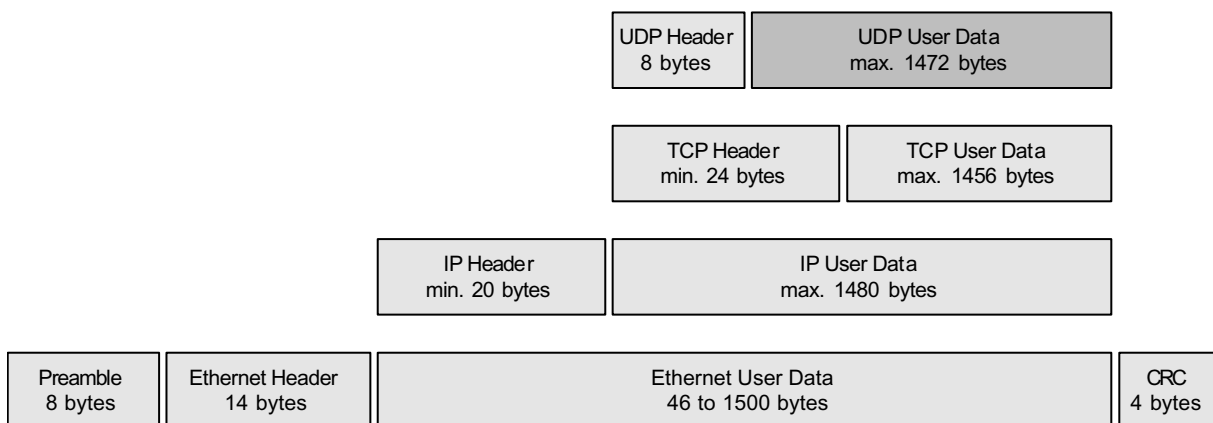 UDP Header
8 bytes
UDP User Data
max. 1472 bytes
TCP Header
min. 24 bytes
TCP User Data
max. 1456 bytes
IP Header
min. 20 bytes
IP User Data
max. 1480 bytes
Preamble
8 bytes
Ethernet Header
14 bytes
Ethernet User Data
46 to 1500 bytes
CRC
4 bytes